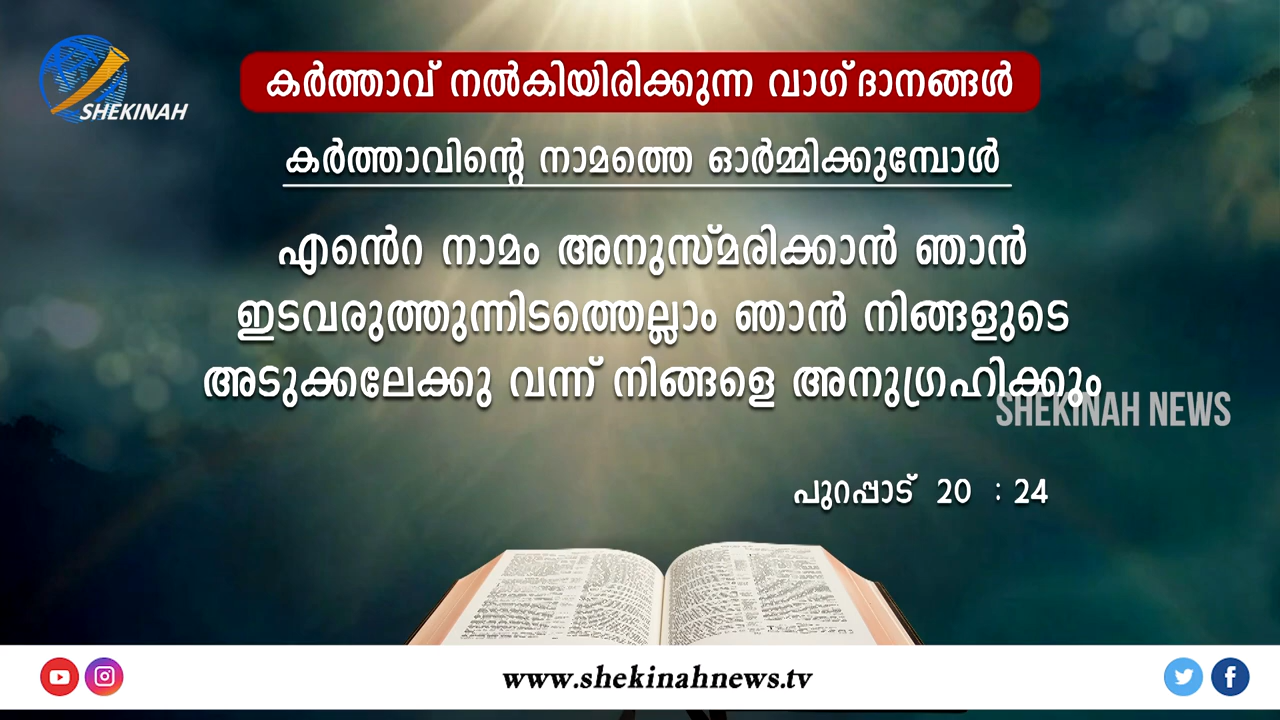 SHEKINAH
കർത്താവ് നൽകിയിരിക്കുന്ന വാഗ്ദാനങ്ങൾ
കർത്താവിന്റെ നാമത്തെ ഓർമ്മിക്കുമ്പോൾ
എൻെറ നാമം അനുസ്മരിക്കാൻ ഞാൻ
ഇടവരുത്തുന്നിടത്തെല്ലാം ഞാൻ നിങ്ങളുടെ
അടുക്കലേക്കു വന്ന് നിങ്ങളെ അനുഗ്രഹിക്കും
SHEKINAH NEWS
പുറപ്പാട് 20 : 24
www.shekinahnews.tv